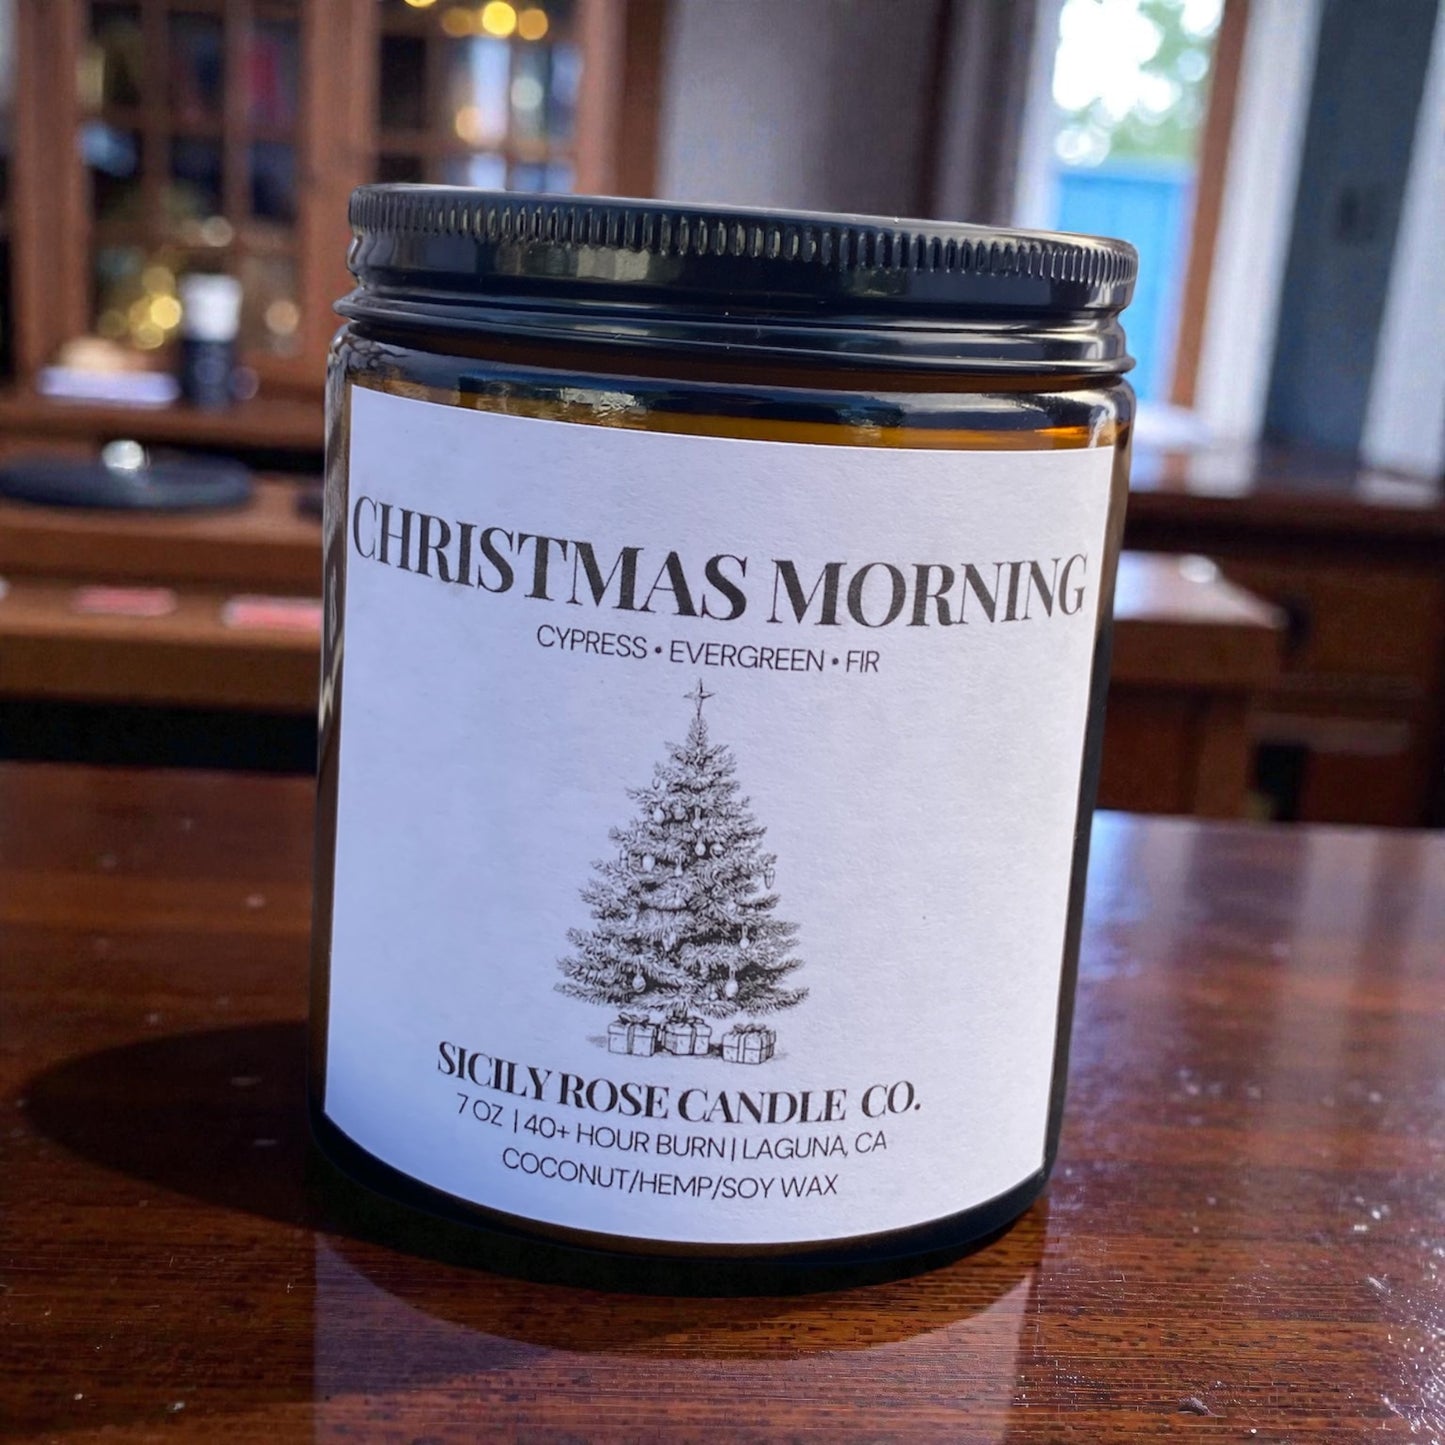 CHRISTMAS MORNING
CYPRESS • EVERGREEN • FIR
SICILY ROSE CANDLE CO.
7 OZ | 40+ HOUR BURN | LAGUNA, CA
COCONUT/HEMP/SOY WAX